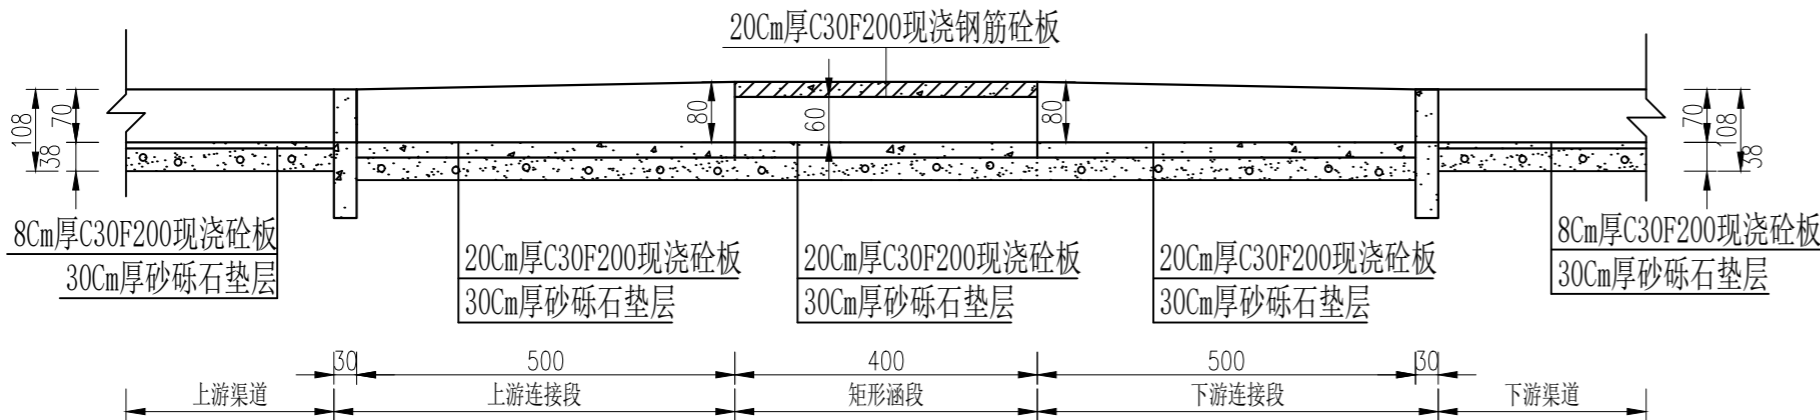 20Cm厚C30F200现浇钢筋砼板
108
70
38
80
60
80
70
108
38
8Cm厚C30F200现浇砼板
30Cm厚砂砾石垫层
20Cm厚C30F200现浇砼板
30Cm厚砂砾石垫层
20Cm厚C30F200现浇砼板
30Cm厚砂砾石垫层
20Cm厚C30F200现浇砼板
30Cm厚砂砾石垫层
8Cm厚C30F200现浇砼板
30Cm厚砂砾石垫层
30
500
400
500
30
上游渠道
上游连接段
矩形涵段
下游连接段
下游渠道